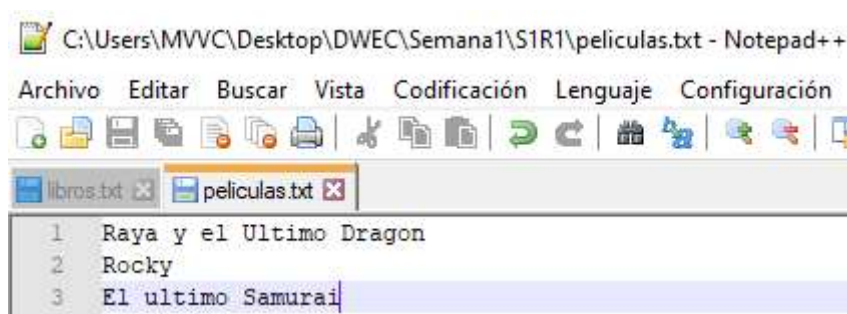 C:\Users\MVVC\Desktop\DWEC\Semana1\S1R1\peliculas.txt - Notepad++
Archivo Editar Buscar Vista Codificación Lenguaje Configuración
libros.txt peliculas.txt
1 Raya y el Ultimo Dragon
2 Rocky
3 El ultimo Samurai